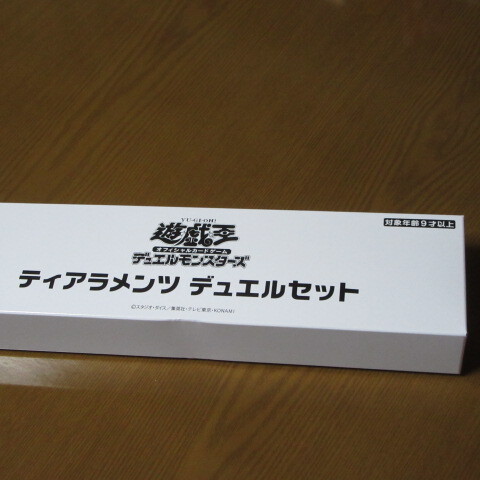 YU-GI-OH!
遊戯王
オフィシャルカードゲーム
デュエルモンスターズ
対象年齢9才以上
ティアラメンツ デュエルセット
©スタジオ・ダイス/集英社・テレビ東京・KONAMI